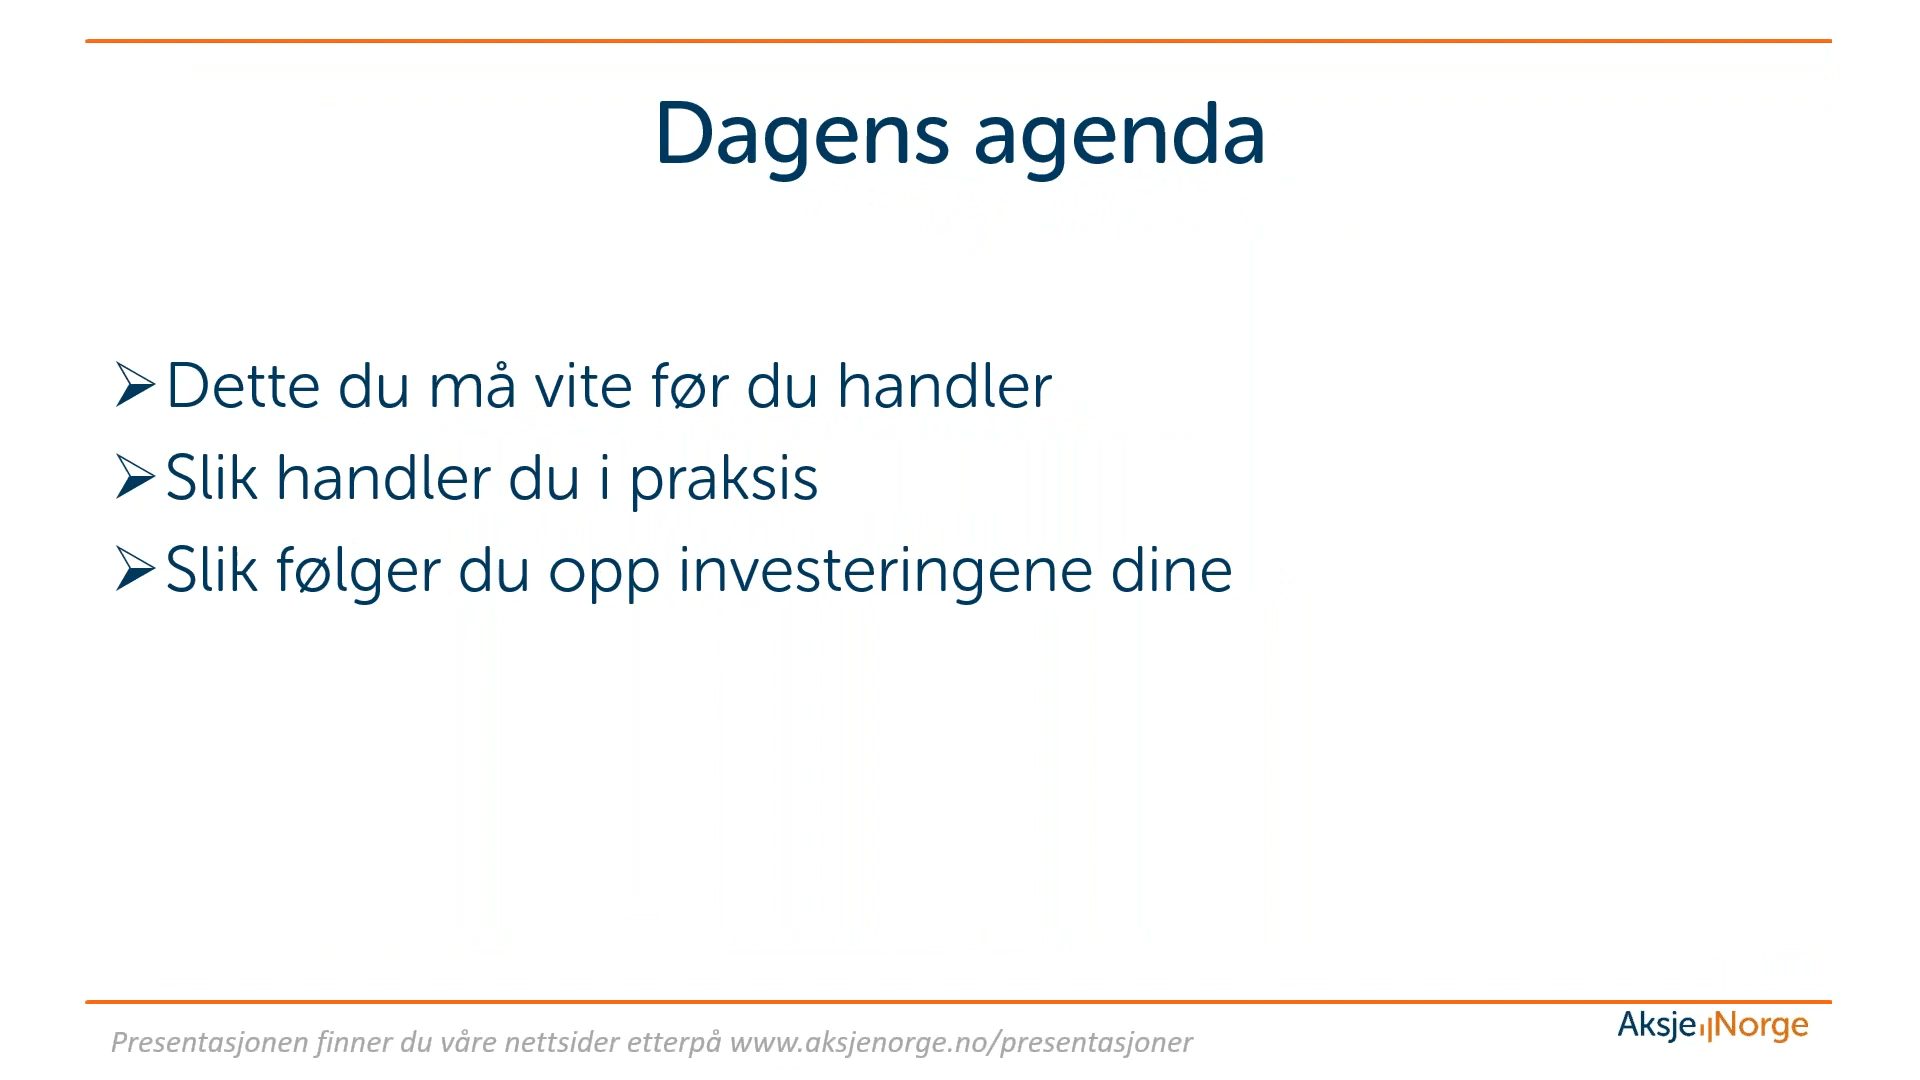 Dagens agenda
Dette du må vite før du handler
Slik handler du i praksis
Slik følger du opp investeringene dine
Presentasjonen finner du våre nettsider etterpå www.aksjenorge.no/presentasjoner
AksjeNorge